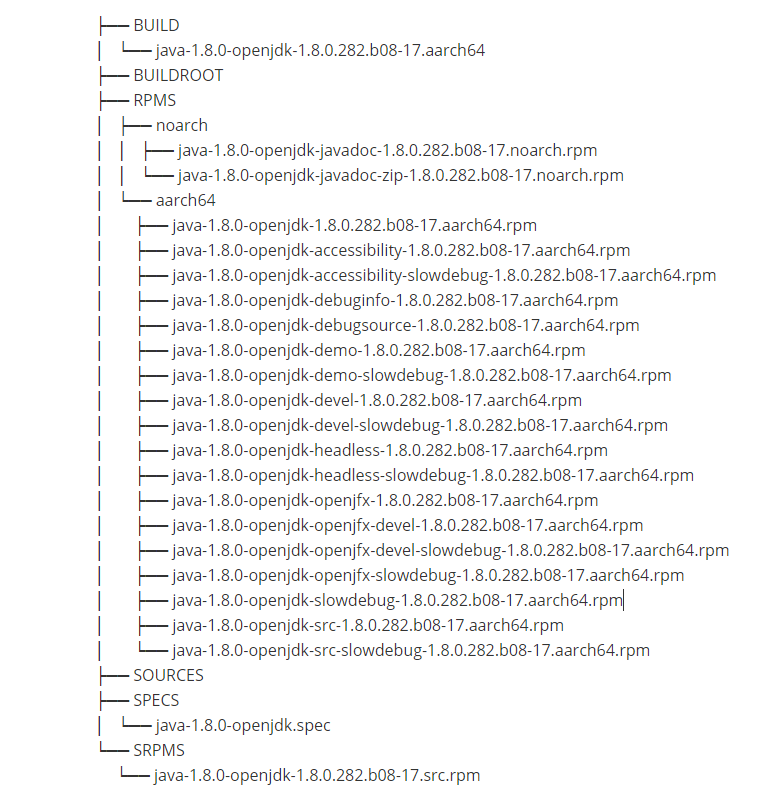 ├── BUILD
│   └── java-1.8.0-openjdk-1.8.0.282.b08-17.aarch64
├── BUILDROOT
├── RPMS
│   ├── noarch
│   │   ├── java-1.8.0-openjdk-javadoc-1.8.0.282.b08-17.noarch.rpm
│   │   └── java-1.8.0-openjdk-javadoc-zip-1.8.0.282.b08-17.noarch.rpm
│   └── aarch64
│       ├── java-1.8.0-openjdk-1.8.0.282.b08-17.aarch64.rpm
│       ├── java-1.8.0-openjdk-accessibility-1.8.0.282.b08-17.aarch64.rpm
│       ├── java-1.8.0-openjdk-accessibility-slowdebug-1.8.0.282.b08-17.aarch64.rpm
│       ├── java-1.8.0-openjdk-debuginfo-1.8.0.282.b08-17.aarch64.rpm
│       ├── java-1.8.0-openjdk-debugsource-1.8.0.282.b08-17.aarch64.rpm
│       ├── java-1.8.0-openjdk-demo-1.8.0.282.b08-17.aarch64.rpm
│       ├── java-1.8.0-openjdk-demo-slowdebug-1.8.0.282.b08-17.aarch64.rpm
│       ├── java-1.8.0-openjdk-devel-1.8.0.282.b08-17.aarch64.rpm
│       ├── java-1.8.0-openjdk-devel-slowdebug-1.8.0.282.b08-17.aarch64.rpm
│       ├── java-1.8.0-openjdk-headless-1.8.0.282.b08-17.aarch64.rpm
│       ├── java-1.8.0-openjdk-headless-slowdebug-1.8.0.282.b08-17.aarch64.rpm
│       ├── java-1.8.0-openjdk-openjfx-1.8.0.282.b08-17.aarch64.rpm
│       ├── java-1.8.0-openjdk-openjfx-devel-1.8.0.282.b08-17.aarch64.rpm
│       ├── java-1.8.0-openjdk-openjfx-devel-slowdebug-1.8.0.282.b08-17.aarch64.rpm
│       ├── java-1.8.0-openjdk-openjfx-slowdebug-1.8.0.282.b08-17.aarch64.rpm
│       ├── java-1.8.0-openjdk-slowdebug-1.8.0.282.b08-17.aarch64.rpm
│       ├── java-1.8.0-openjdk-src-1.8.0.282.b08-17.aarch64.rpm
│       └── java-1.8.0-openjdk-src-slowdebug-1.8.0.282.b08-17.aarch64.rpm
├── SOURCES
├── SPECS
│   └── java-1.8.0-openjdk.spec
└── SRPMS
    └── java-1.8.0-openjdk-1.8.0.282.b08-17.src.rpm